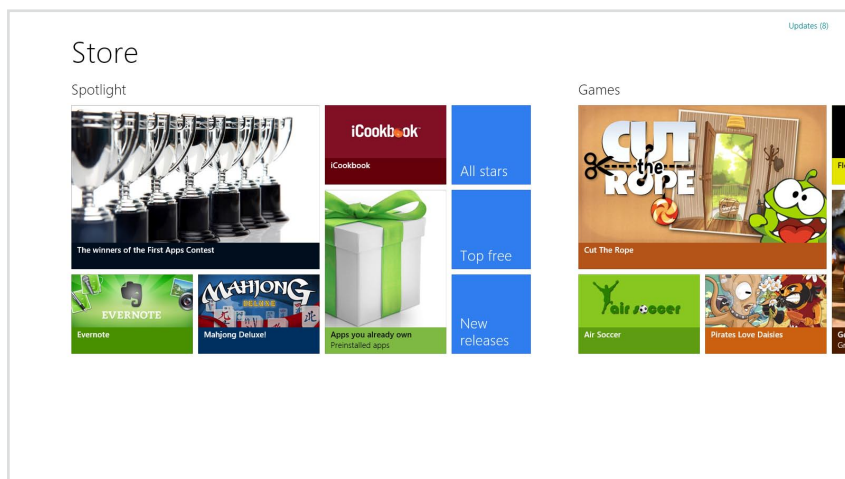 Updates (8)
Store
Spotlight
The winners of the First Apps Contest
EVERNOTE
Evernote
MAHJONG
DELUXE
Mahjong Deluxe!
iCookbook
iCookbook
Apps you already own
Preinstalled apps
All stars
Top free
New
releases
Games
CUT
the
ROPE
Cut The Rope
air soccer
Air Soccer
Pirates Love Daisies